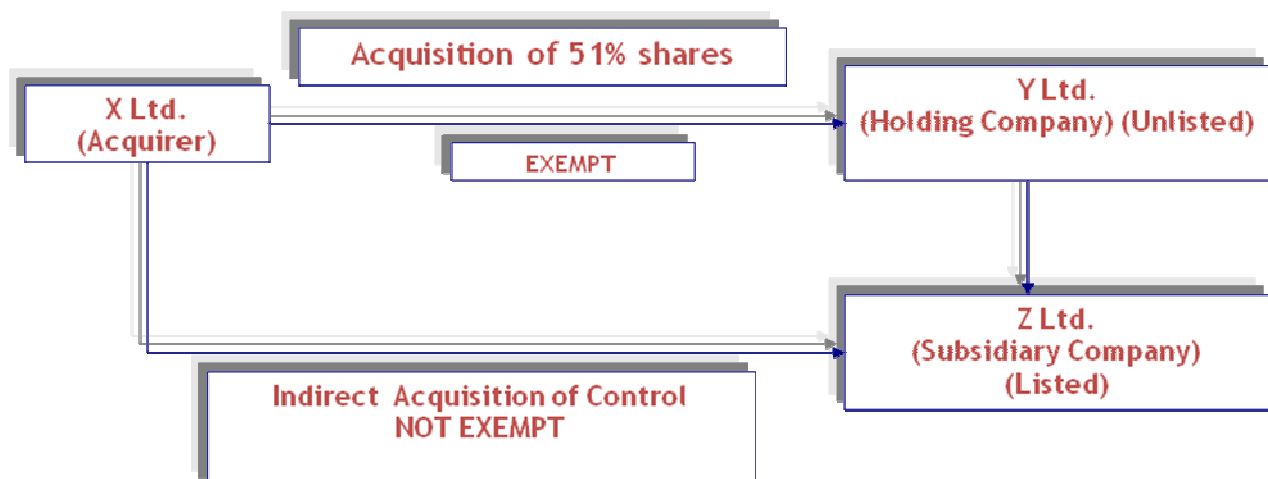 Acquisition of 51% shares
X Ltd.
(Acquirer)
Y Ltd.
(Holding Company) (Unlisted)
EXEMPT
Z Ltd.
(Subsidiary Company)
(Listed)
Indirect Acquisition of Control
NOT EXEMPT